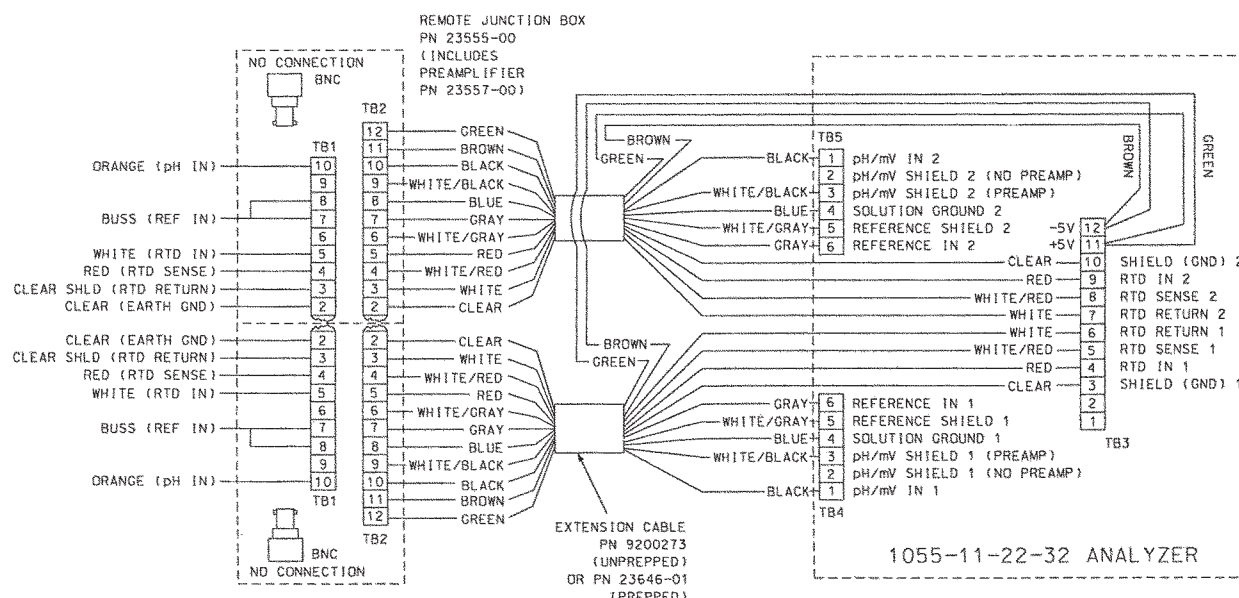 REMOTE JUNCTION BOX
PN 23555-00
(INCLUDES
PREAMPLIFIER
PN 23557-00)
NO CONNECTION
BNC
TB1
ORANGE (pH IN)
10
9
8
BUSS (REF IN)
7
6
WHITE (RTD IN)
5
RED (RTD SENSE)
4
CLEAR SHLD (RTD RETURN)
3
CLEAR (EARTH GND)
2
TB2
12 GREEN
11 BROWN
10 BLACK
9 WHITE/BLACK
8 BLUE
7 GRAY
6 WHITE/GRAY
5 RED
4 WHITE/RED
3 WHITE
2 CLEAR
CLEAR (EARTH GND)
2
CLEAR SHLD (RTD RETURN)
3
RED (RTD SENSE)
4
WHITE (RTD IN)
5
6
BUSS (REF IN)
7
8
9
ORANGE (pH IN)
10
TB1
BNC
NO CONNECTION
2 CLEAR
3 WHITE
4 WHITE/RED
5 RED
6 WHITE/GRAY
7 GRAY
8 BLUE
9 WHITE/BLACK
10 BLACK
11 BROWN
12 GREEN
TB2
EXTENSION CABLE
PN 9200273
(UNPREPPED)
OR PN 23646-01
(PREPPED)
BROWN
GREEN
BROWN
GREEN
BROWN
GREEN
TB5
BLACK 1 pH/mV IN 2
2 pH/mV SHIELD 2 (NO PREAMP)
WHITE/BLACK 3 pH/mV SHIELD 2 (PREAMP)
BLUE 4 SOLUTION GROUND 2
WHITE/GRAY 5 REFERENCE SHIELD 2
GRAY 6 REFERENCE IN 2
-5V 12
+5V 11
CLEAR 10 SHIELD (GND) 2
RED 9 RTD IN 2
WHITE/RED 8 RTD SENSE 2
WHITE 7 RTD RETURN 2
WHITE 6 RTD RETURN 1
WHITE/RED 5 RTD SENSE 1
RED 4 RTD IN 1
CLEAR 3 SHIELD (GND) 1
2
1
TB3
GRAY 6 REFERENCE IN 1
WHITE/GRAY 5 REFERENCE SHIELD 1
BLUE 4 SOLUTION GROUND 1
WHITE/BLACK 3 pH/mV SHIELD 1 (PREAMP)
2 pH/mV SHIELD 1 (NO PREAMP)
BLACK 1 pH/mV IN 1
TB4
1055-11-22-32 ANALYZER